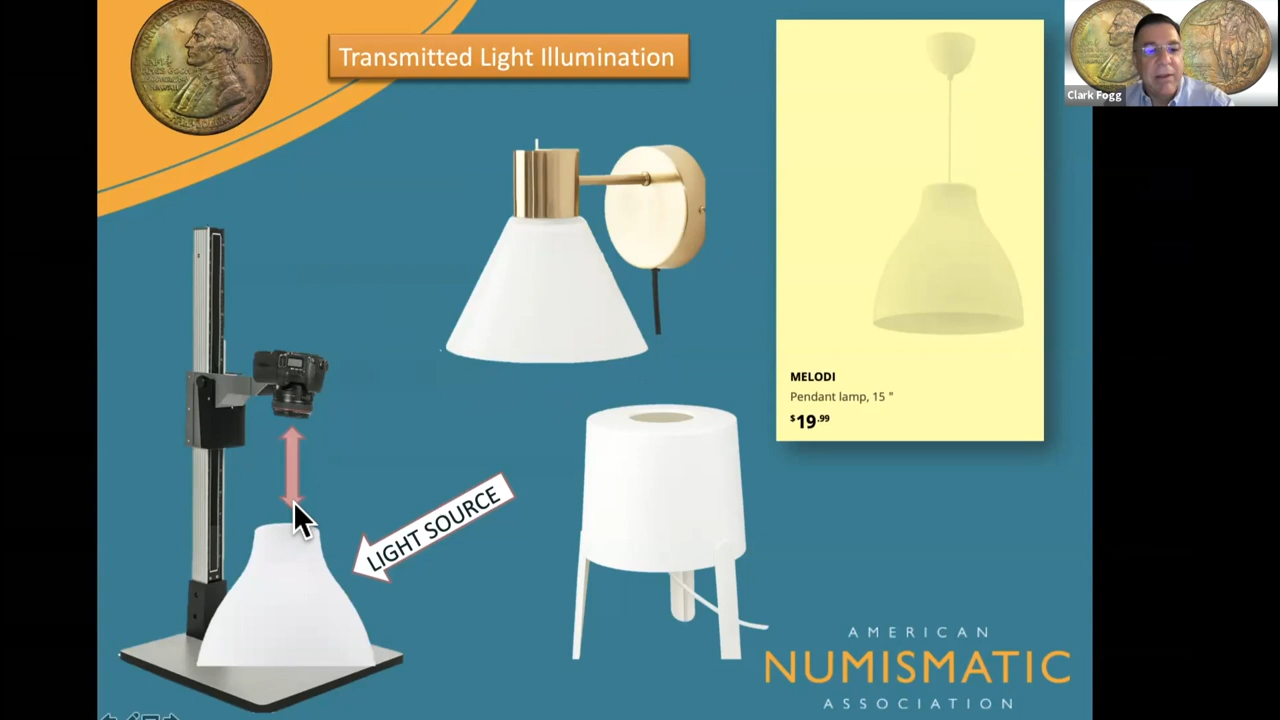 Transmitted Light Illumination
Clark Fogg
MELODI
Pendant lamp, 15 "
$19.99
LIGHT SOURCE
AMERICAN
NUMISMATIC
ASSOCIATION